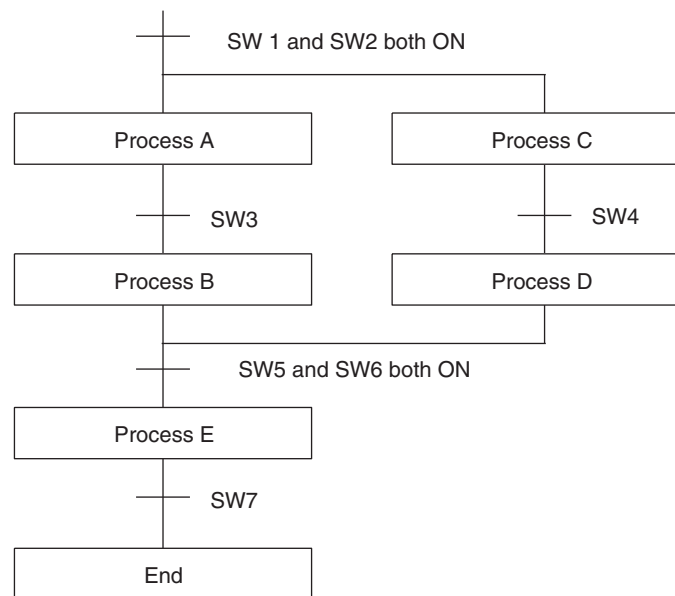 SW 1 and SW2 both ON
Process A
Process C
SW3
SW4
Process B
Process D
SW5 and SW6 both ON
Process E
SW7
End